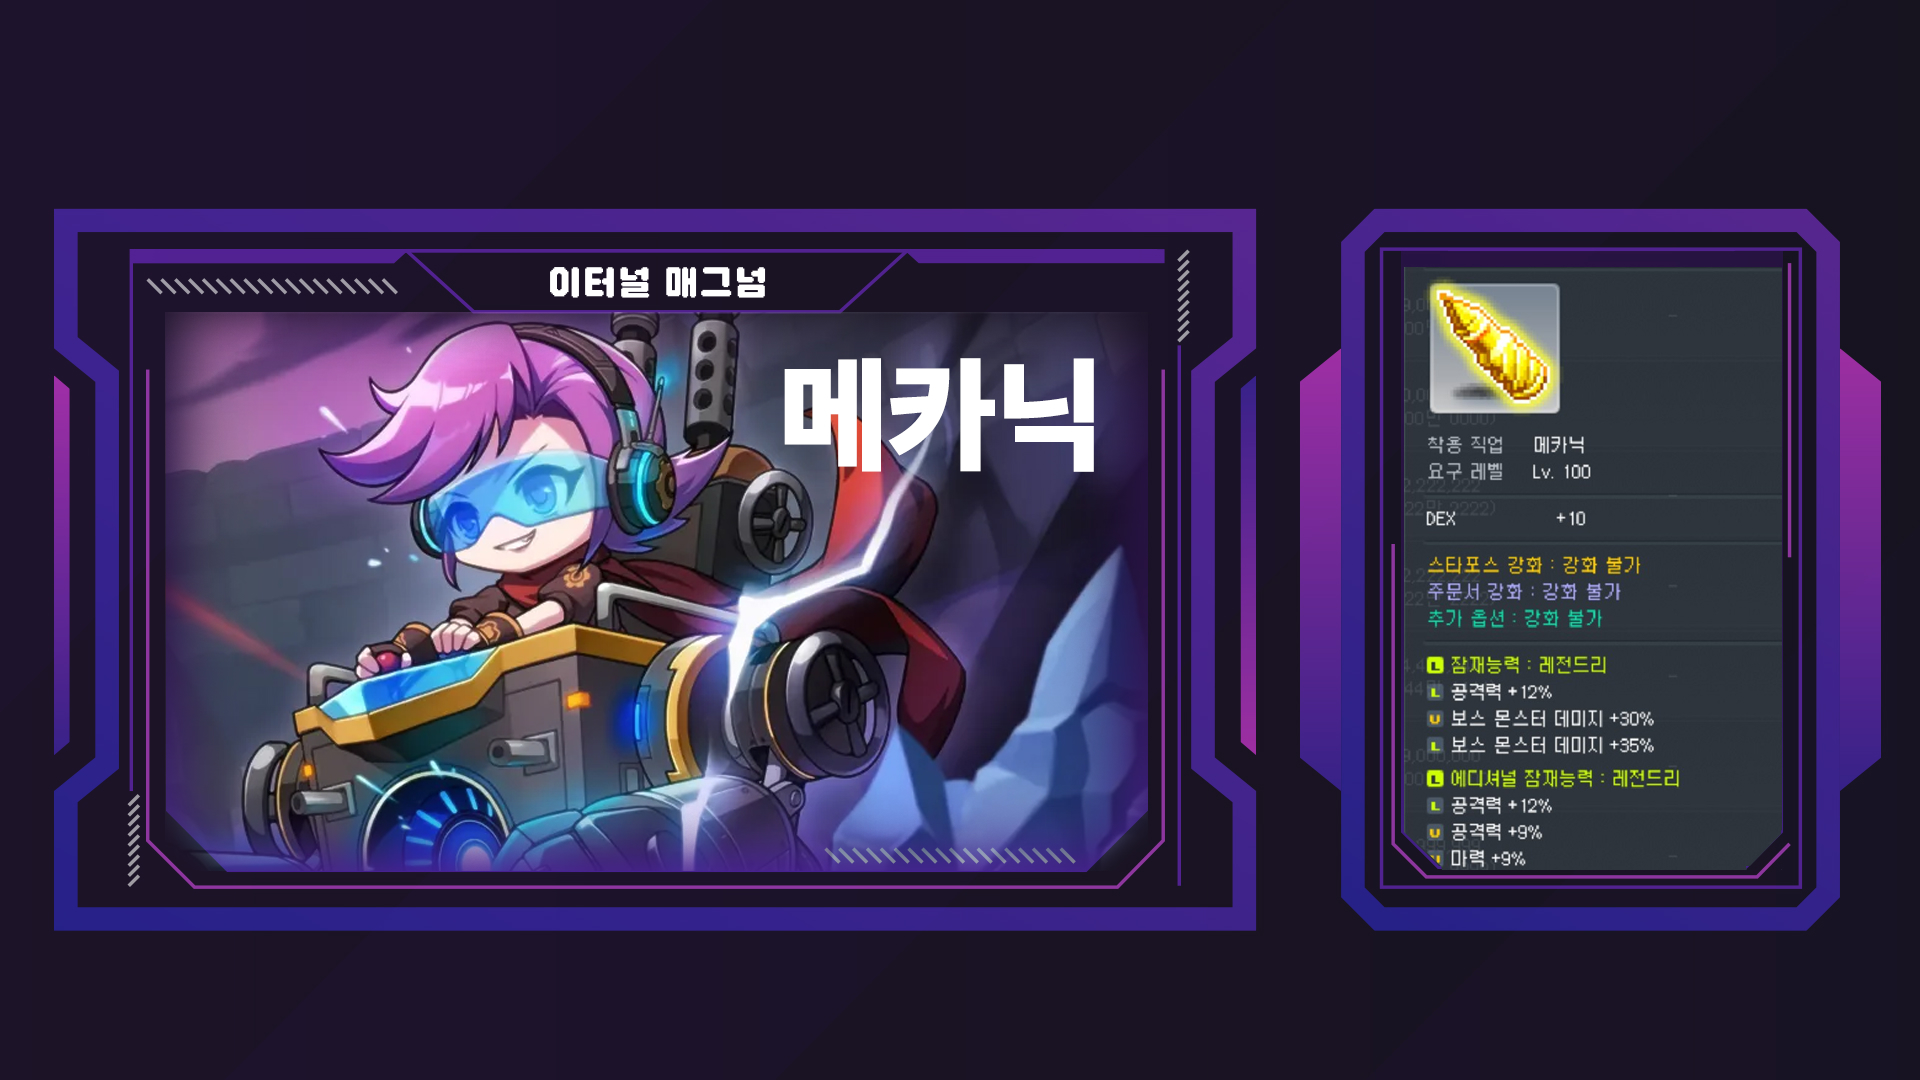 이터널 매그넘
메카닉
착용 직업 메카닉
요구 레벨 Lv. 100
DEX +10
스타포스 강화 : 강화 불가
주문서 강화 : 강화 불가
추가 옵션 : 강화 불가
L 잠재능력 : 레전드리
L 공격력 +12%
U 보스 몬스터 데미지 +30%
L 보스 몬스터 데미지 +35%
L 에디셔널 잠재능력 : 레전드리
L 공격력 +12%
U 공격력 +9%
U 마력 +9%